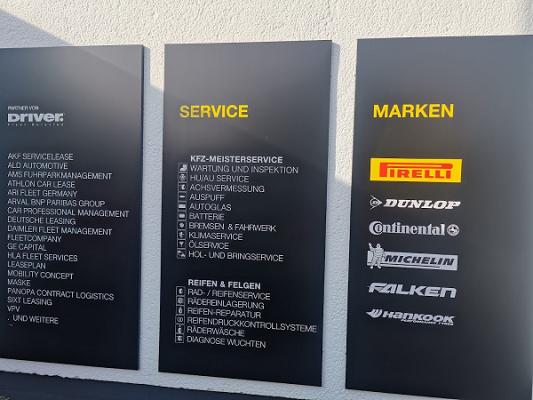 PARTNER VON
DRIVER
AKF SERVICELEASE
ALD AUTOMOTIVE
AMS FUHRPARKMANAGEMENT
ATHLON CAR LEASE
ARI FLEET GERMANY
ARVAL BNP PARIBAS GROUP
CAR PROFESSIONAL MANAGEMENT
DEUTSCHE LEASING
DAIMLER FLEET MANAGEMENT
FLEETCOMPANY
GE CAPITAL
HLA FLEET SERVICES
LEASEPLAN
MOBILITY CONCEPT
MASKE
PANOPA CONTRACT LOGISTICS
SIXT LEASING
VPV
. UND WEITERE
SERVICE
KFZ-MEISTERSERVICE
WARTUNG UND INSPEKTION
HU/AU SERVICE
ACHSVERMESSUNG
AUSPUFF
AUTOGLAS
BATTERIE
BREMSEN & FAHRWERK
KLIMASERVICE
ÖLSERVICE
HOL- UND BRINGSERVICE
REIFEN & FELGEN
RAD- / REIFENSERVICE
RÄDEREINLAGERUNG
REIFEN-REPARATUR
REIFENDRUCKKONTROLLSYSTEME
RÄDERWÄSCHE
DIAGNOSE WUCHTEN
MARKEN
PIRELLI
DUNLOP
Continental
MICHELIN
FALKEN
HANKOOK